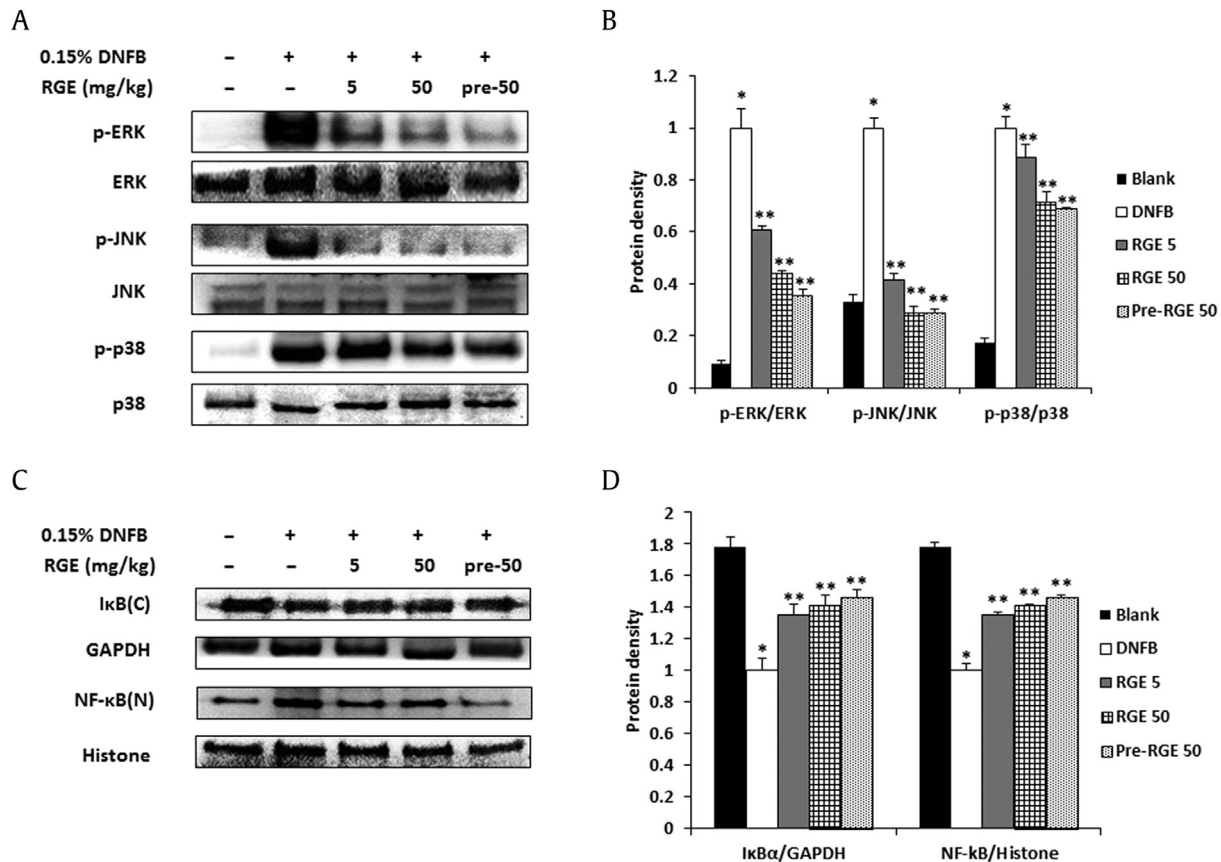 A
0.15% DNFB – + + + +
RGE (mg/kg) – – 5 50 pre-50
p-ERK
ERK
p-JNK
JNK
p-p38
p38
B
Protein density
1.2
1
0.8
0.6
0.4
0.2
0
* ** ** **
* ** ** **
* ** ** **
p-ERK/ERK p-JNK/JNK p-p38/p38
Blank
DNFB
RGE 5
RGE 50
Pre-RGE 50
C
0.15% DNFB – + + + +
RGE (mg/kg) – – 5 50 pre-50
IκB(C)
GAPDH
NF-κB(N)
Histone
D
Protein density
2
1.8
1.6
1.4
1.2
1
0.8
0.6
0.4
0.2
0
* ** ** **
* ** ** **
IκBα/GAPDH NF-kB/Histone
Blank
DNFB
RGE 5
RGE 50
Pre-RGE 50